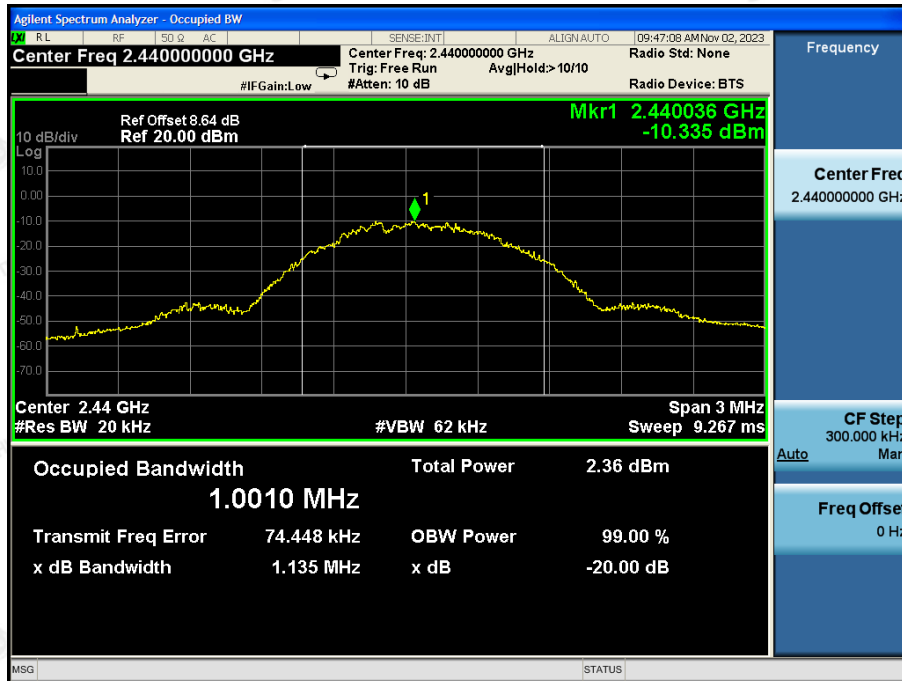 Agilent Spectrum Analyzer - Occupied BW
LXI RL RF 50 Ω AC SENSE:INT ALIGN AUTO 09:47:08 AM Nov 02, 2023
Center Freq 2.440000000 GHz
Center Freq: 2.440000000 GHz Radio Std: None
Trig: Free Run Avg|Hold:>10/10
#IFGain:Low #Atten: 10 dB Radio Device: BTS
Frequency
Mkr1 2.440036 GHz
-10.335 dBm
Ref Offset 8.64 dB
10 dB/div Ref 20.00 dBm
Log
10.0
0.00
-10.0
-20.0
-30.0
-40.0
-50.0
-60.0
-70.0
1
Center Freq
2.440000000 GHz
Center 2.44 GHz Span 3 MHz
#Res BW 20 kHz #VBW 62 kHz Sweep 9.267 ms
CF Step
300.000 kHz
Auto Man
Occupied Bandwidth Total Power 2.36 dBm
1.0010 MHz
Freq Offset
0 Hz
Transmit Freq Error 74.448 kHz OBW Power 99.00 %
x dB Bandwidth 1.135 MHz x dB -20.00 dB
MSG STATUS